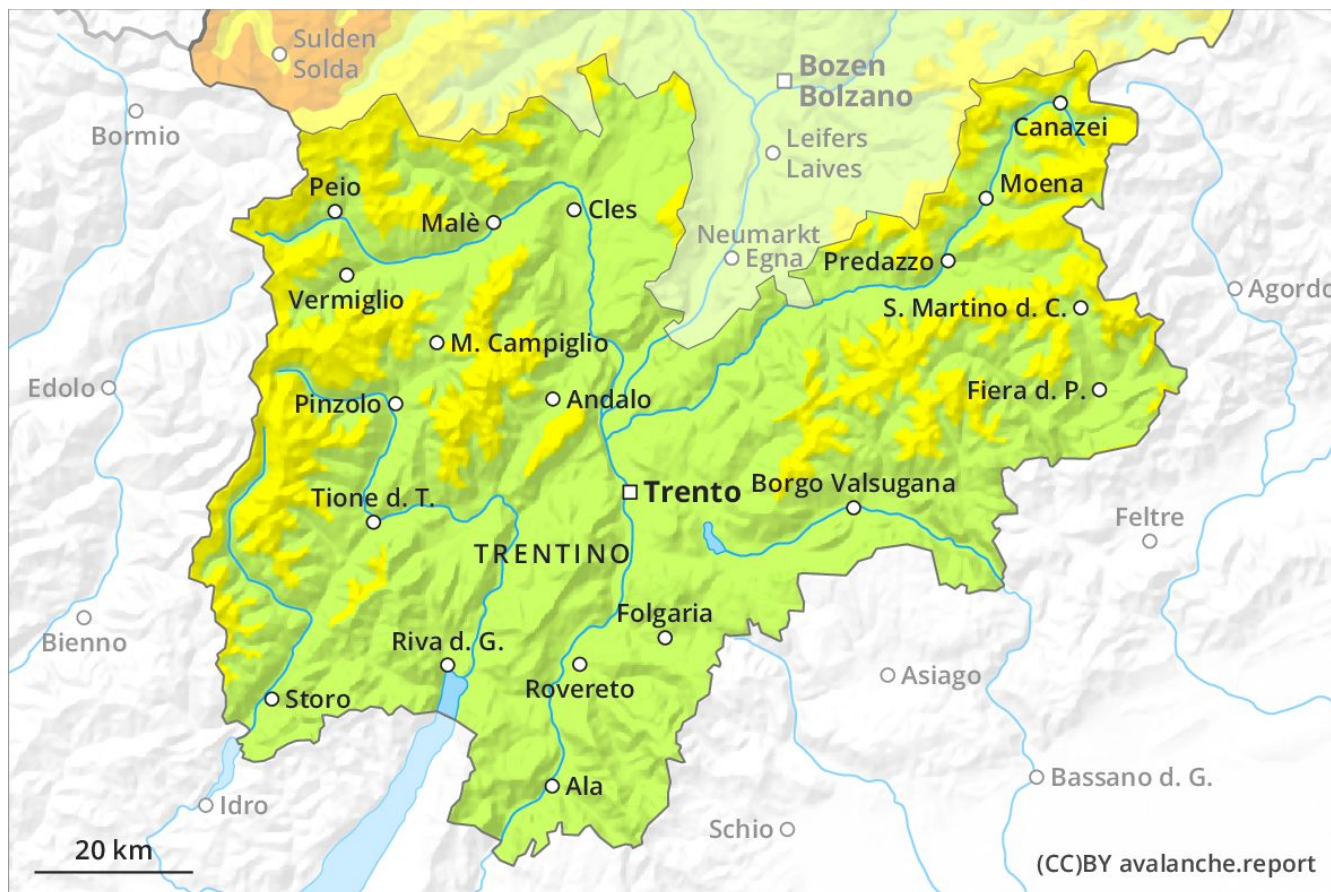 Sulden
Solda
Bozen
Bolzano
Bormio
Canazei
Leifers
Laives
Peio
Moena
Malè
Cles
Neumarkt
Egna
Predazzo
Vermiglio
Agordo
S. Martino d. C.
M. Campiglio
Edolo
Pinzolo
Andalo
Fiera d. P.
Trento
Borgo Valsugana
Tione d. T.
Feltre
TRENTINO
Bienno
Folgaria
Riva d. G.
Asiago
Rovereto
Storo
Bassano d. G.
Ala
Idro
Schio
20 km
(CC)BY avalanche.report